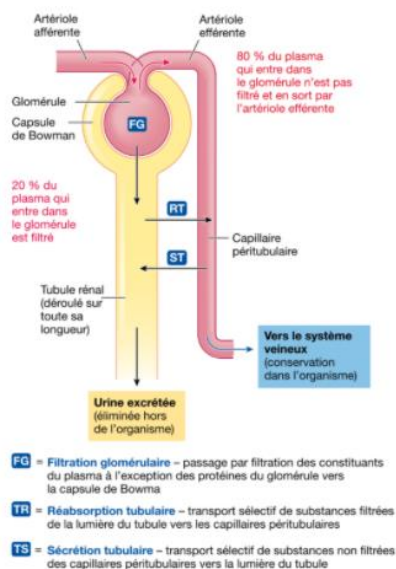 Artériole
afférente
Artériole
efférente
80 % du plasma
qui entre dans
le glomérule n'est pas
filtré et en sort par
l'artériole efférente
Glomérule
Capsule
de Bowman
FG
20 % du
plasma qui
entre dans
le glomérule
est filtré
RT
ST
Capillaire
péritubulaire
Tubule rénal
(déroulé sur
toute sa
longueur)
Vers le système
veineux
(conservation
dans l'organisme)
Urine excrétée
(éliminée hors
de l'organisme)
FG = Filtration glomérulaire – passage par filtration des constituants
du plasma à l'exception des protéines du glomérule vers
la capsule de Bowma
TR = Réabsorption tubulaire – transport sélectif de substances filtrées
de la lumière du tubule vers les capillaires péritubulaires
TS = Sécrétion tubulaire – transport sélectif de substances non filtrées
des capillaires péritubulaires vers la lumière du tubule